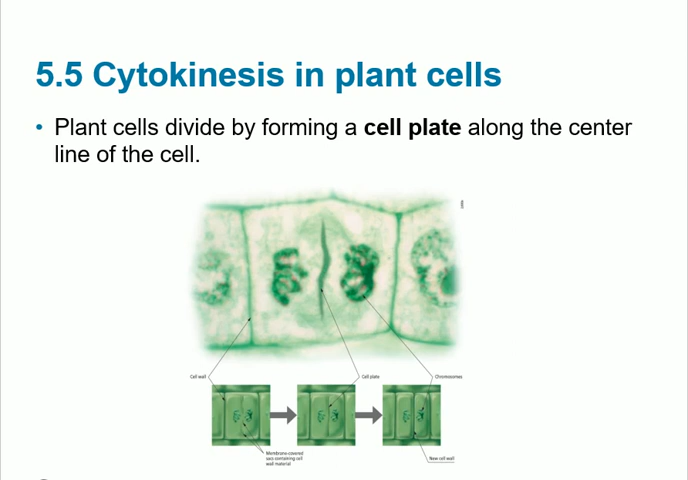 5.5 Cytokinesis in plant cells
• Plant cells divide by forming a cell plate along the center
line of the cell.
Cell wall
Cell plate
Chromosomes
Membrane-covered
sacs containing cell
wall material
New cell wall